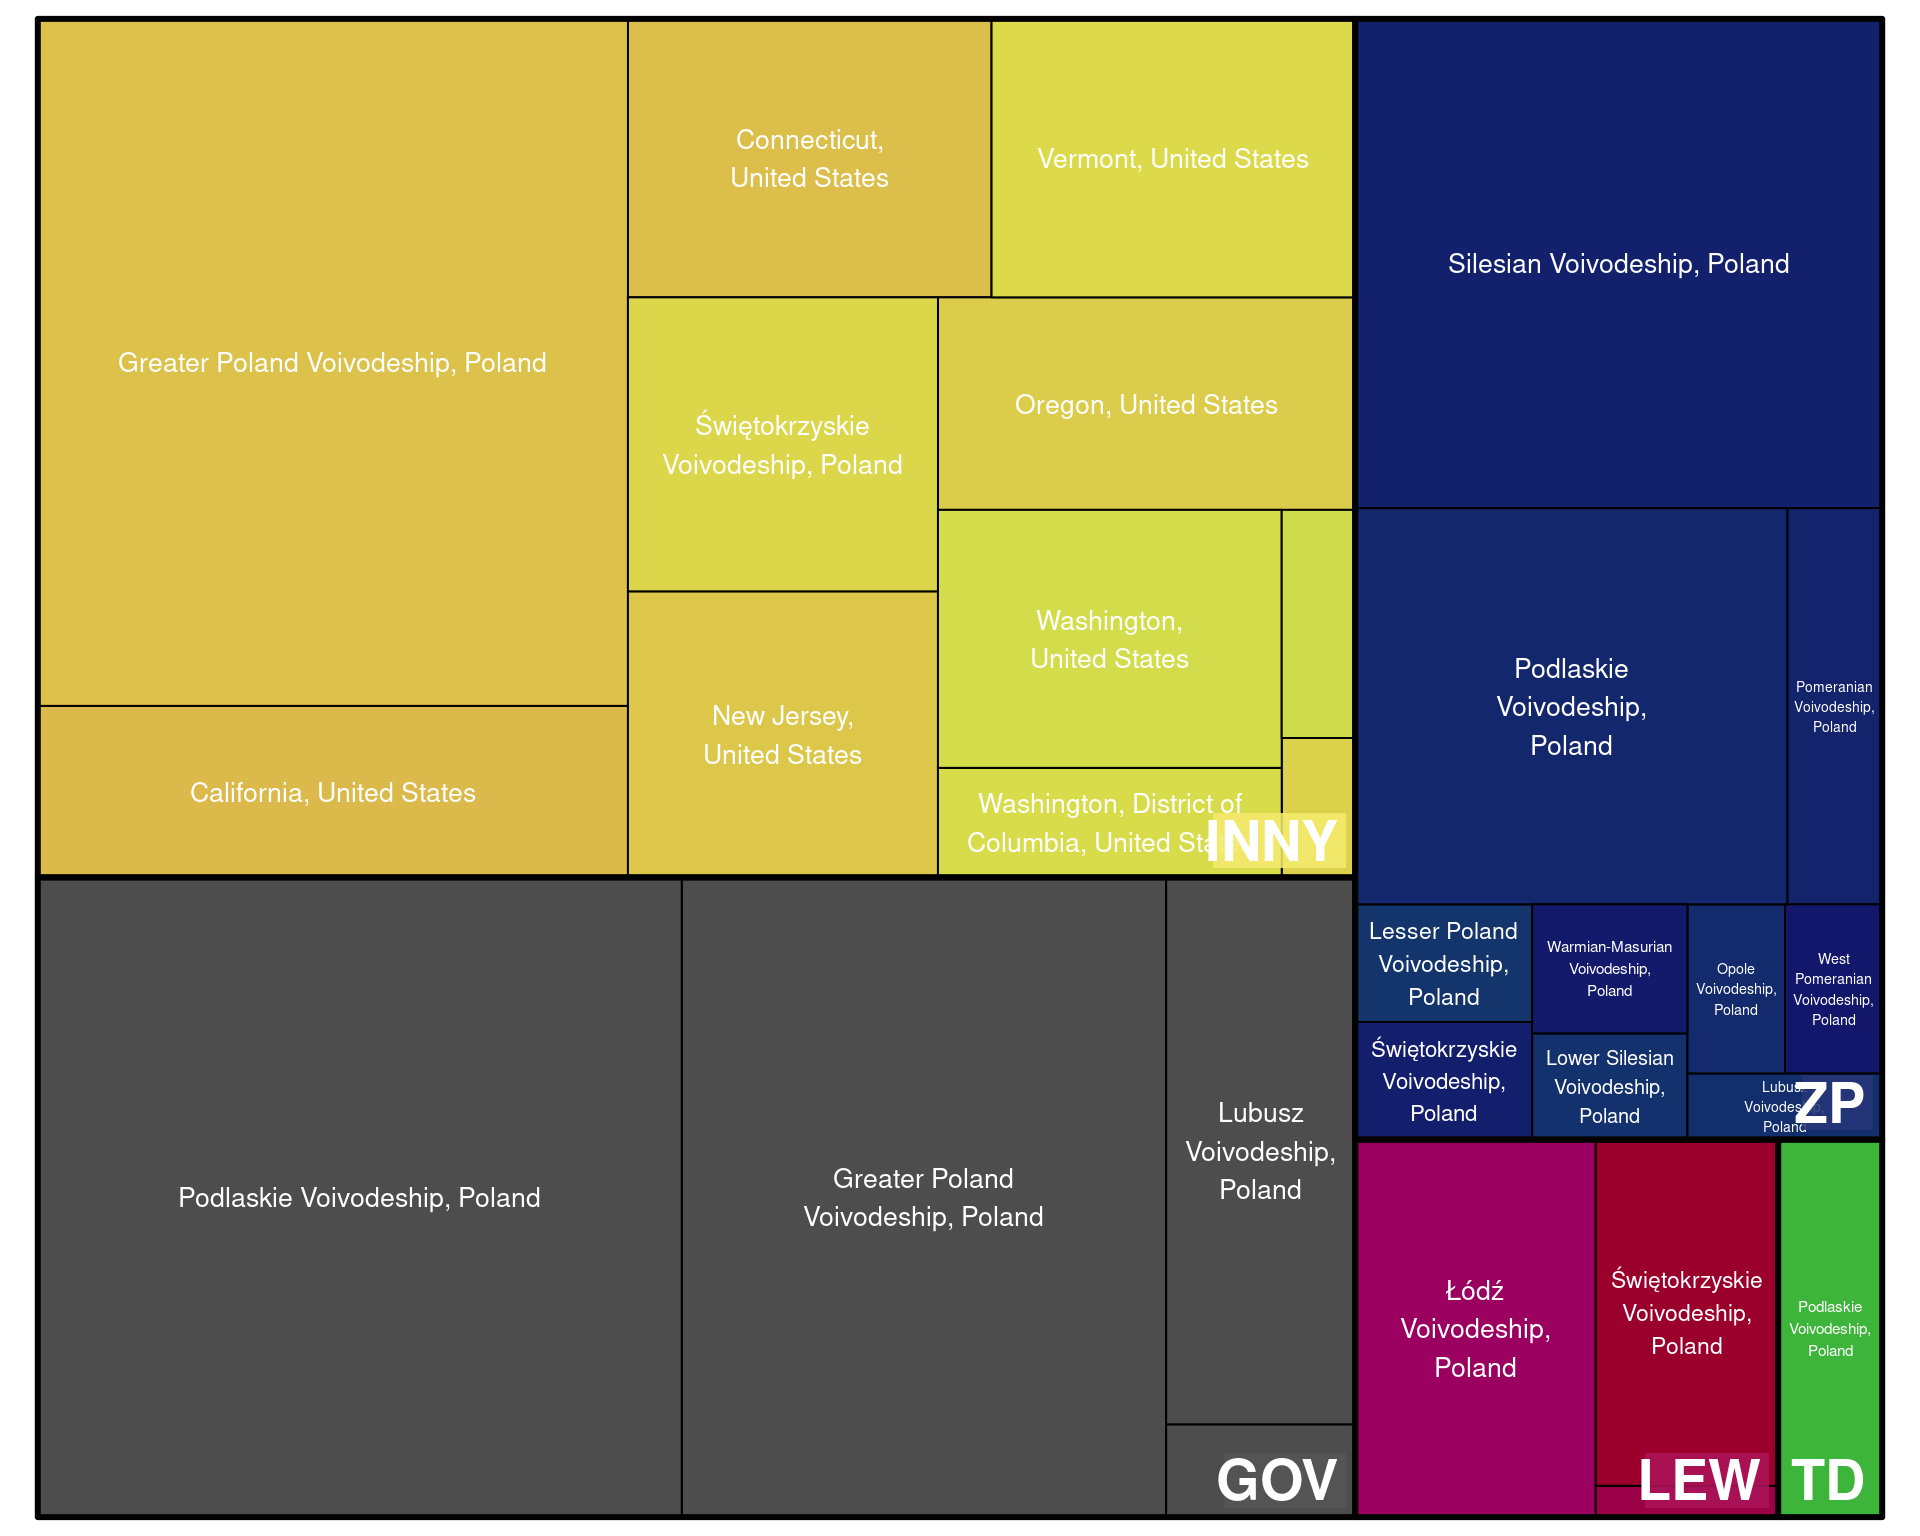 Greater Poland Voivodeship, Poland
California, United States
Connecticut,
United States
Vermont, United States
Świętokrzyskie
Voivodeship, Poland
Oregon, United States
New Jersey,
United States
Washington,
United States
Washington, District of
Columbia, United States
INNY
Podlaskie Voivodeship, Poland
Greater Poland
Voivodeship, Poland
Lubusz
Voivodeship,
Poland
GOV
Silesian Voivodeship, Poland
Podlaskie
Voivodeship,
Poland
Pomeranian
Voivodeship,
Poland
Lesser Poland
Voivodeship,
Poland
Świętokrzyskie
Voivodeship,
Poland
Warmian-Masurian
Voivodeship,
Poland
Lower Silesian
Voivodeship,
Poland
Opole
Voivodeship,
Poland
West
Pomeranian
Voivodeship,
Poland
Lubusz
Voivodeship,
Poland
ZP
Łódź
Voivodeship,
Poland
Świętokrzyskie
Voivodeship,
Poland
LEW
Podlaskie
Voivodeship,
Poland
TD